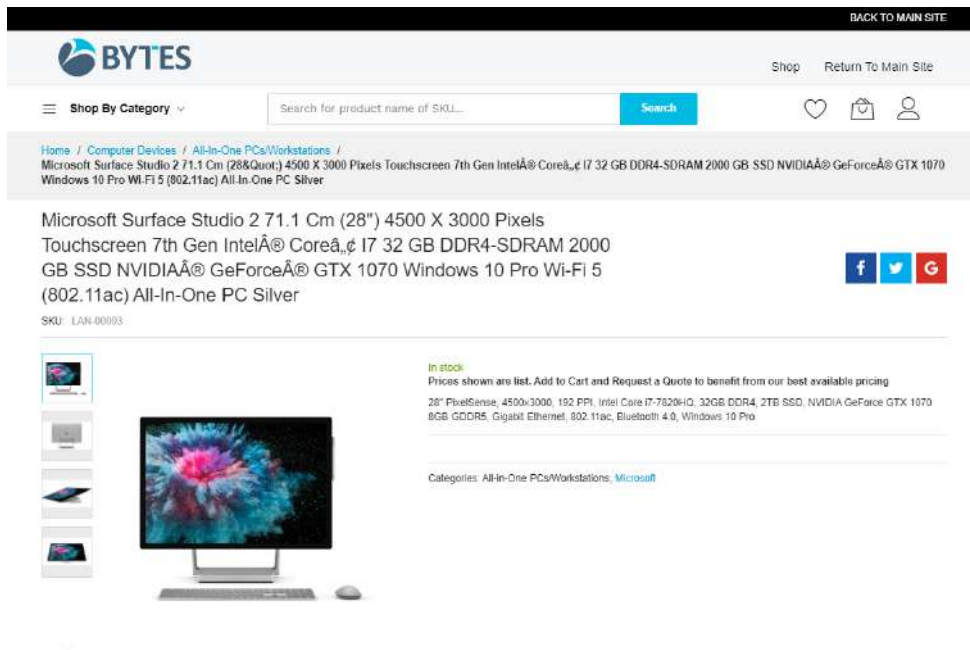 BACK TO MAIN SITE
BYTES
Shop Return To Main Site
Shop By Category
Search for product name of SKU...
Search
Home / Computer Devices / All-In-One PCs/Workstations /
Microsoft Surface Studio 2 71.1 Cm (28&Quot;) 4500 X 3000 Pixels Touchscreen 7th Gen IntelÂ® Coreâ„¢ I7 32 GB DDR4-SDRAM 2000 GB SSD NVIDIAÂ® GeForceÂ® GTX 1070
Windows 10 Pro Wi-Fi 5 (802.11ac) All-In-One PC Silver
Microsoft Surface Studio 2 71.1 Cm (28") 4500 X 3000 Pixels
Touchscreen 7th Gen IntelÂ® Coreâ„¢ I7 32 GB DDR4-SDRAM 2000
GB SSD NVIDIAÂ® GeForceÂ® GTX 1070 Windows 10 Pro Wi-Fi 5
(802.11ac) All-In-One PC Silver
f G
SKU: LAN-00093
In stock
Prices shown are list. Add to Cart and Request a Quote to benefit from our best available pricing
28" PixelSense, 4500x3000, 192 PPI, Intel Core i7-7820HQ, 32GB DDR4, 2TB SSD, NVIDIA GeForce GTX 1070
8GB GDDR5, Gigabit Ethernet, 802.11ac, Bluetooth 4.0, Windows 10 Pro
Categories: All-In-One PCs/Workstations, Microsoft